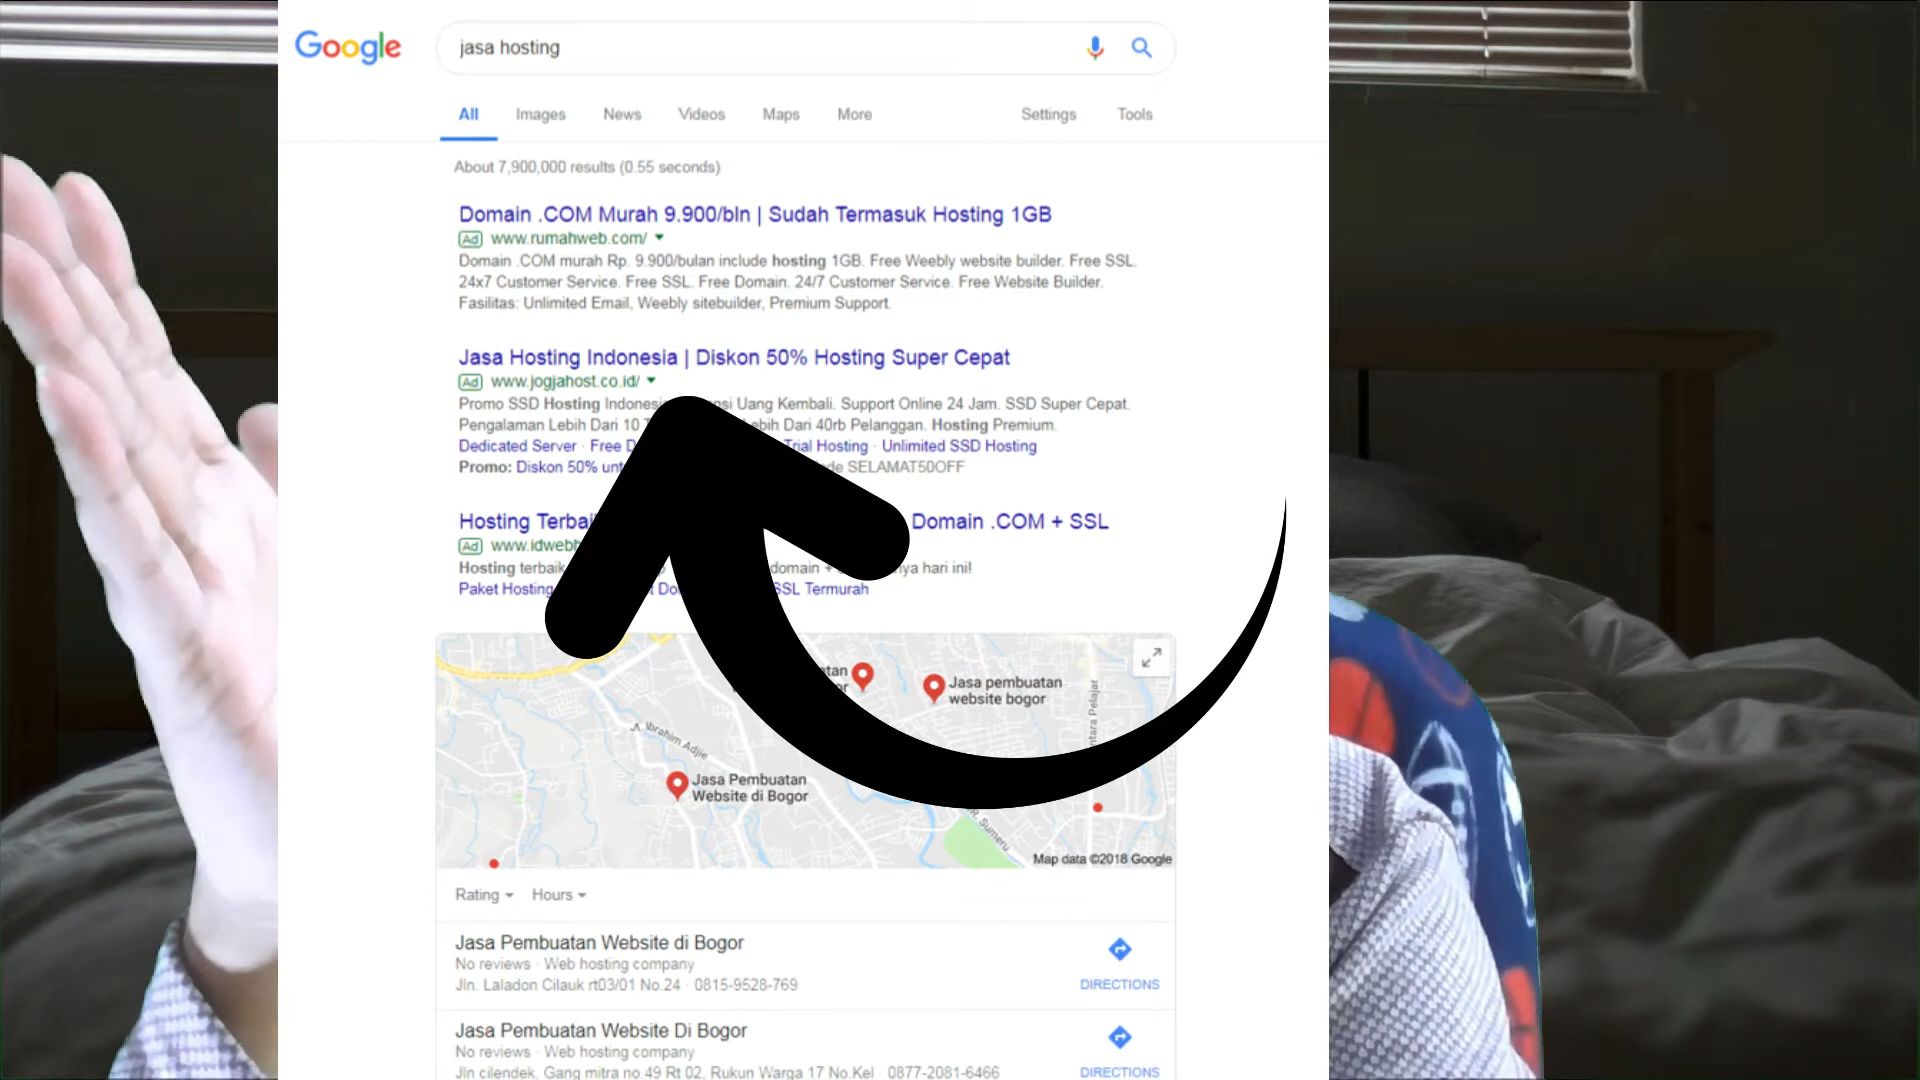 Google
jasa hosting
All Images News Videos Maps More Settings Tools
About 7,900,000 results (0.55 seconds)
Domain .COM Murah 9.900/bln | Sudah Termasuk Hosting 1GB
Ad www.rumahweb.com/
Domain .COM murah Rp. 9.900/bulan include hosting 1GB. Free Weebly website builder. Free SSL.
24x7 Customer Service. Free SSL. Free Domain. 24/7 Customer Service. Free Website Builder.
Fasilitas: Unlimited Email, Weebly sitebuilder, Premium Support.
Jasa Hosting Indonesia | Diskon 50% Hosting Super Cepat
Ad www.jogjahost.co.id/
Promo SSD Hosting Uang Kembali. Support Online 24 Jam. SSD Super Cepat.
Pengalaman Lebih Dari 10 Dari 40rb Pelanggan. Hosting Premium.
Dedicated Server · Free Trial Hosting · Unlimited SSD Hosting
Promo: Diskon 50% SELAMAT50OFF
Hosting Domain .COM + SSL
Ad
Hosting terbaik domain + hari ini!
Paket Hosting SSL Termurah
Jasa pembuatan
website bogor
Jl. Ibrahim Adjie
Jasa Pembuatan
Website di Bogor
R. Sumeru
Map data ©2018 Google
Rating Hours
Jasa Pembuatan Website di Bogor
No reviews · Web hosting company
Jln. Laladon Cilauk rt03/01 No.24 · 0815-9528-769
DIRECTIONS
Jasa Pembuatan Website Di Bogor
No reviews · Web hosting company
Jln cilendek, Gang mitra no.49 Rt 02, Rukun Warga 17 No.Kel · 0877-2081-6466
DIRECTIONS